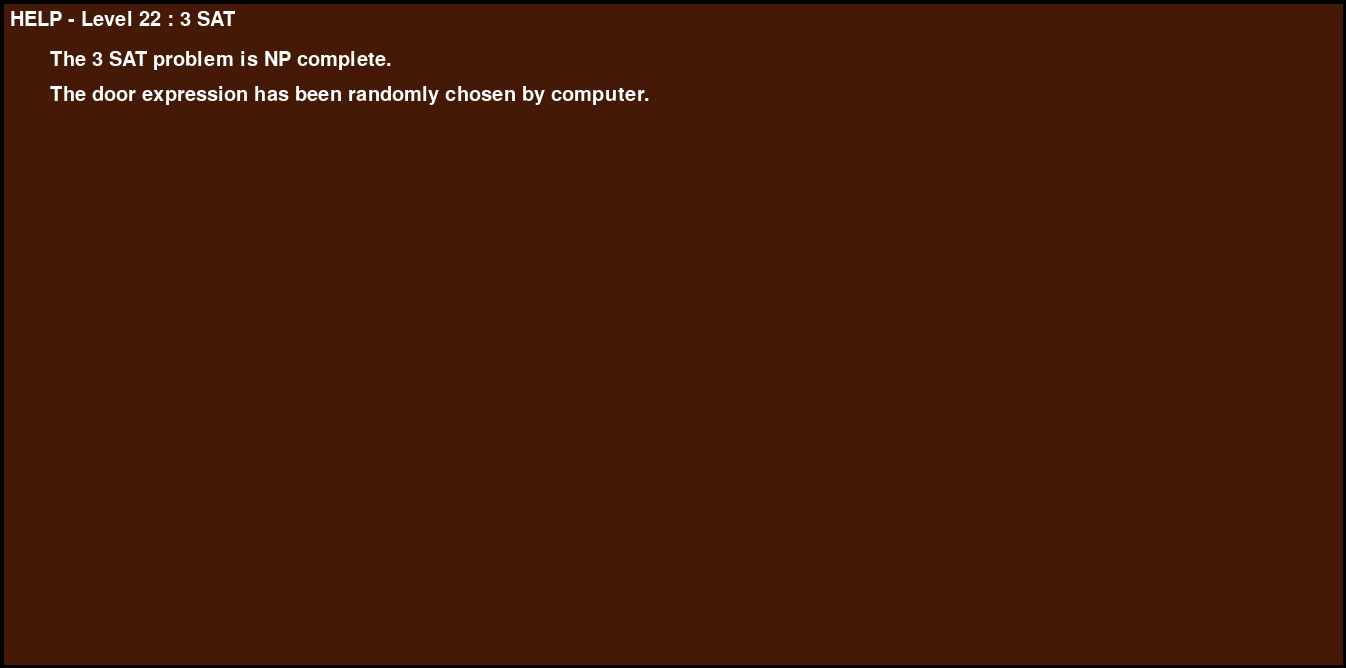 HELP - Level 22 : 3 SAT
The 3 SAT problem is NP complete.
The door expression has been randomly chosen by computer.